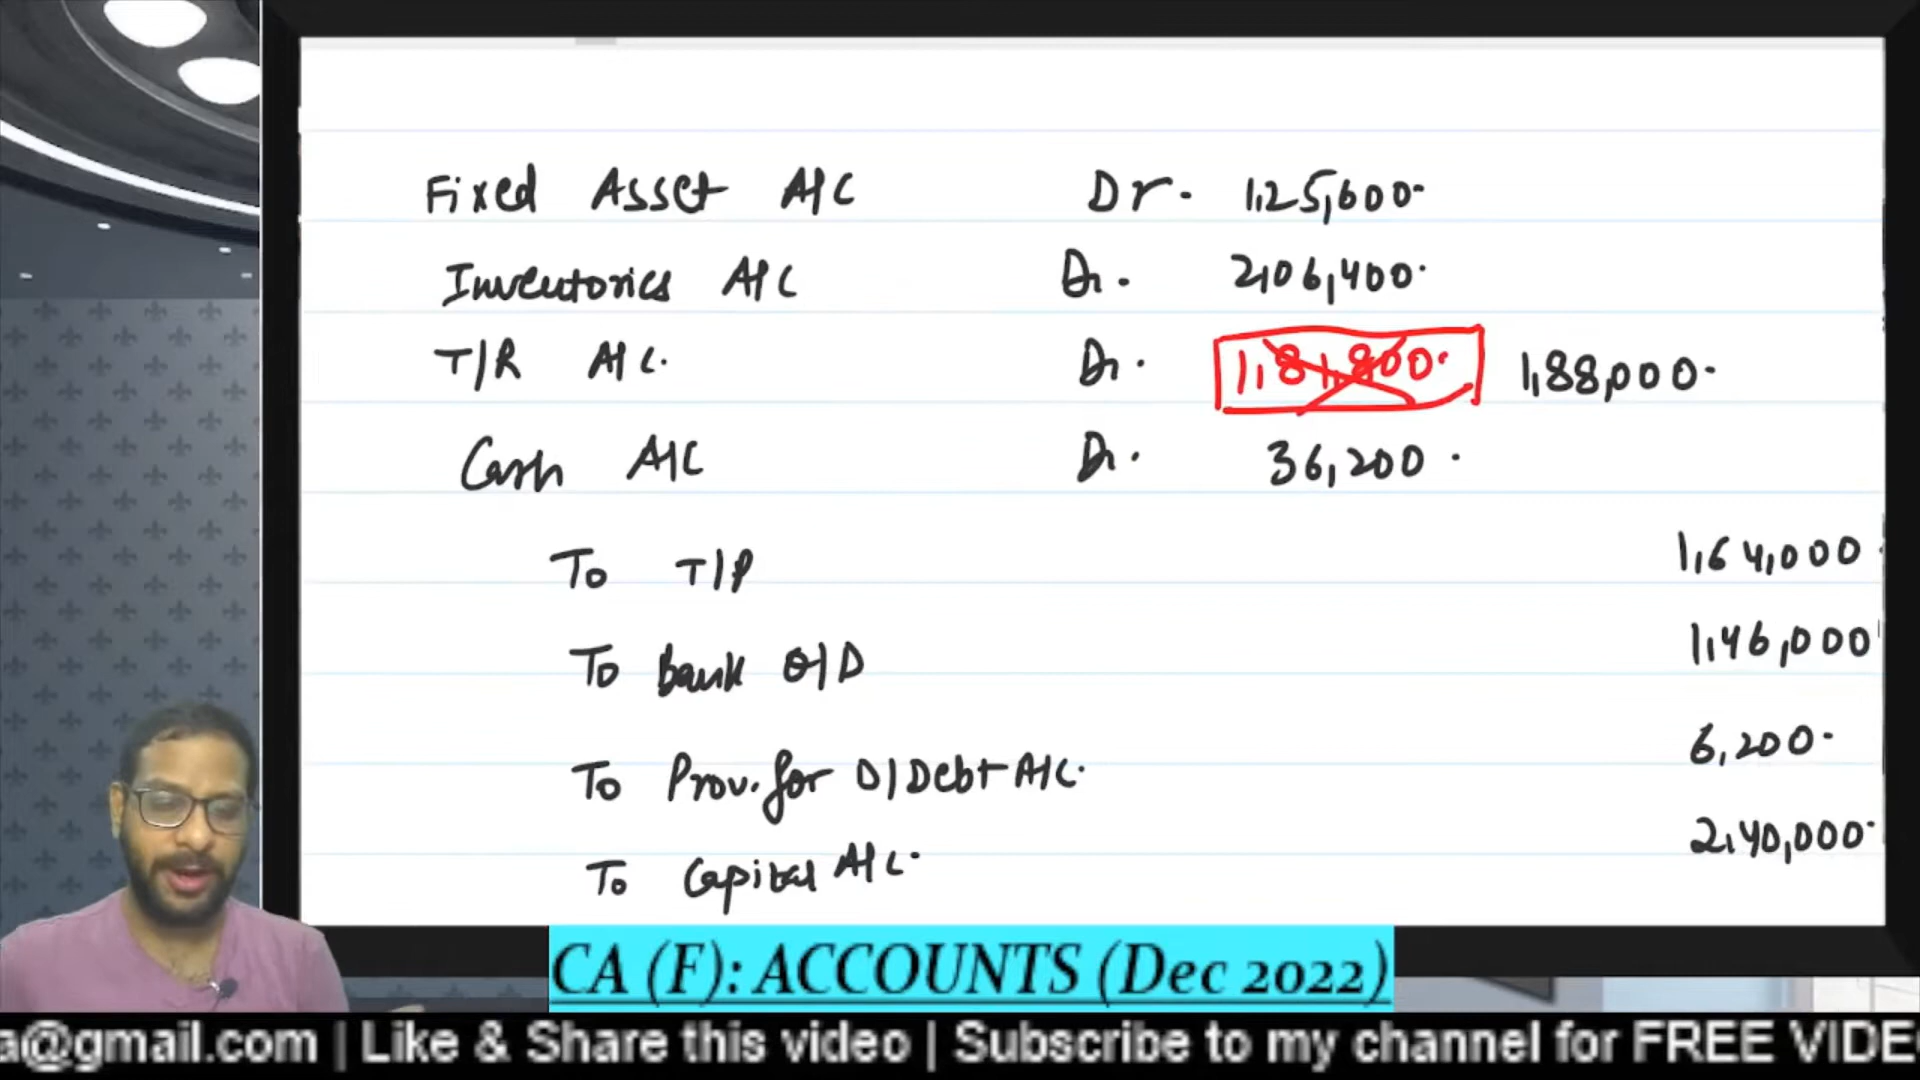 Fixed Asset A/C Dr. 1,25,600.
Inventories A/C Dr. 2,06,400.
T/R A/C. Dr. 1,81,800. 1,88,000.
Cash A/C Dr. 36,200.
To T/P 1,64,000.
To Bank O/D 1,46,000
To Prov. for D/Debt A/C. 6,200.
To Capital A/C. 2,40,000.
CA (F): ACCOUNTS (Dec 2022)
a@gmail.com | Like & Share this video | Subscribe to my channel for FREE VIDE